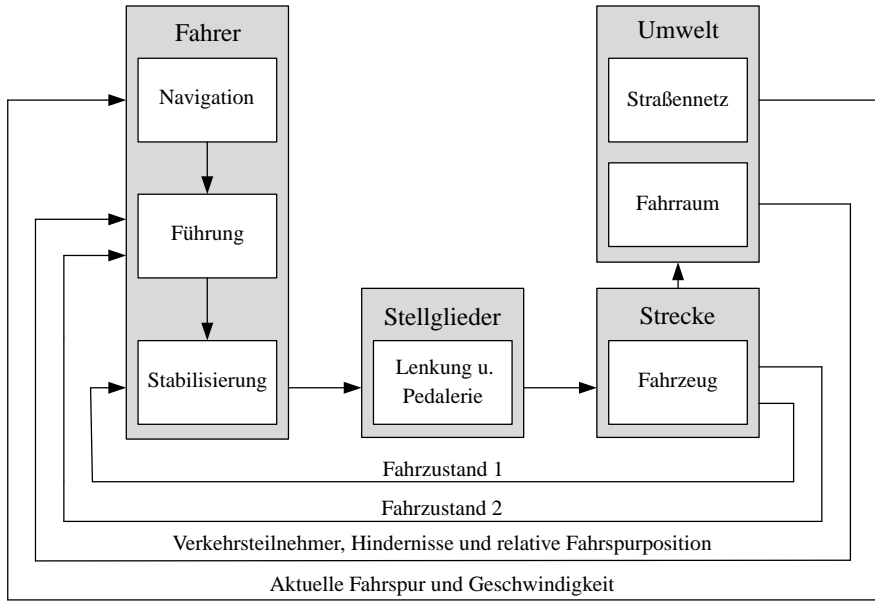 Fahrer
Navigation
Führung
Stabilisierung
Stellglieder
Lenkung u.
Pedalerie
Umwelt
Straßennetz
Fahrraum
Strecke
Fahrzeug
Fahrzustand 1
Fahrzustand 2
Verkehrsteilnehmer, Hindernisse und relative Fahrspurposition
Aktuelle Fahrspur und Geschwindigkeit